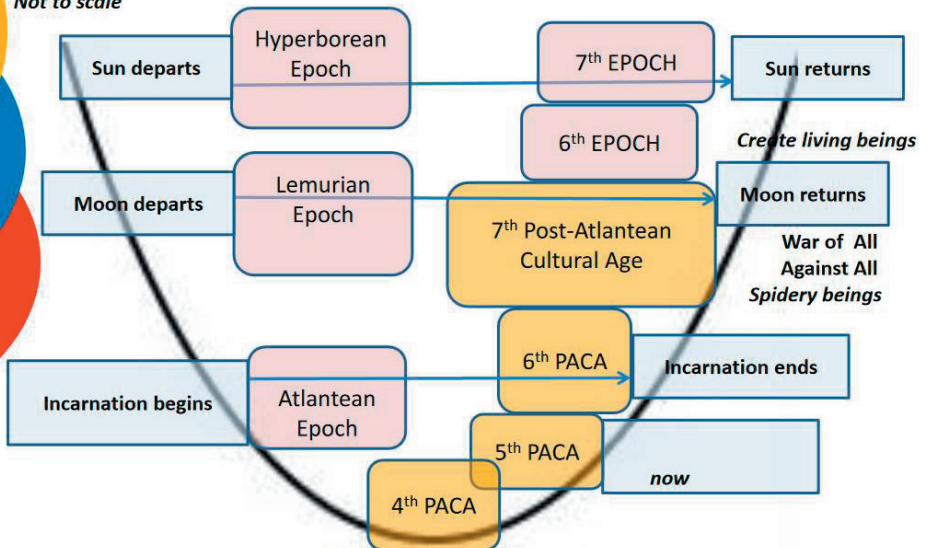 Not to scale
Sun departs
Hyperborean
Epoch
7th EPOCH
Sun returns
6th EPOCH
Create living beings
Moon departs
Lemurian
Epoch
Moon returns
7th Post-Atlantean
Cultural Age
War of All
Against All
Spidery beings
6th PACA
Incarnation ends
Incarnation begins
Atlantean
Epoch
5th PACA
now
4th PACA